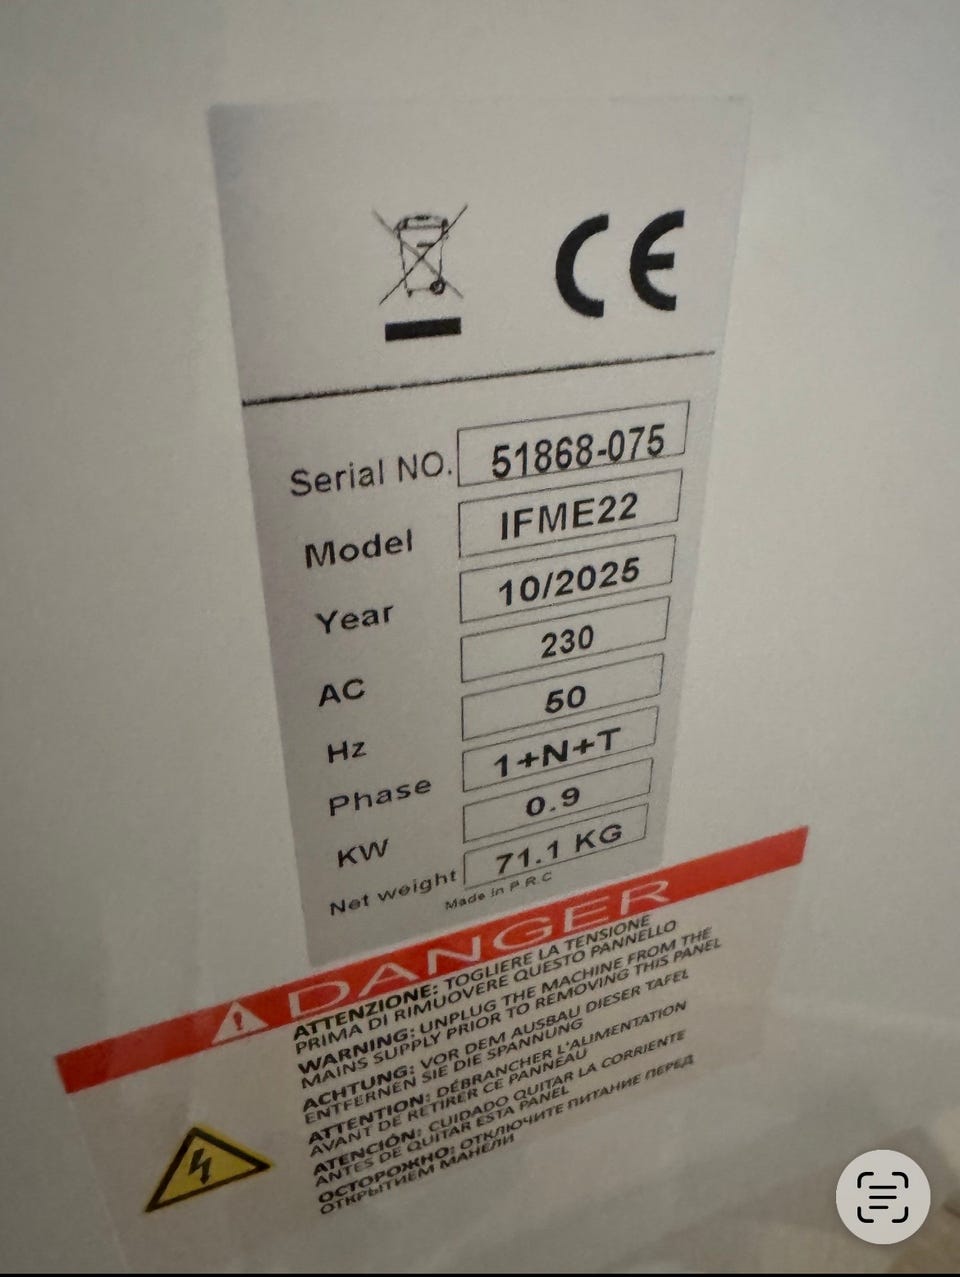 CE
Serial NO. 51868-075
Model IFME22
Year 10/2025
AC 230
Hz 50
Phase 1+N+T
KW 0.9
Net weight 71.1 KG
Made in P.R.C
DANGER
ATTENZIONE: TOGLIERE LA TENSIONE
PRIMA DI RIMUOVERE QUESTO PANNELLO
WARNING: UNPLUG THE MACHINE FROM THE
MAINS SUPPLY PRIOR TO REMOVING THIS PANEL
ACHTUNG: VOR DEM AUSBAU DIESER TAFEL
ENTFERNEN SIE DIE SPANNUNG
ATTENTION: DÉBRANCHER L'ALIMENTATION
AVANT DE RETIRER CE PANNEAU
ATENCIÓN: CUIDADO QUITAR LA CORRIENTE
ANTES DE QUITAR ESTA PANEL
ОСТОРОЖНО: ОТКЛЮЧИТЕ ПИТАНИЕ ПЕРЕД
ОТКРЫТИЕМ МАНЕЛИ